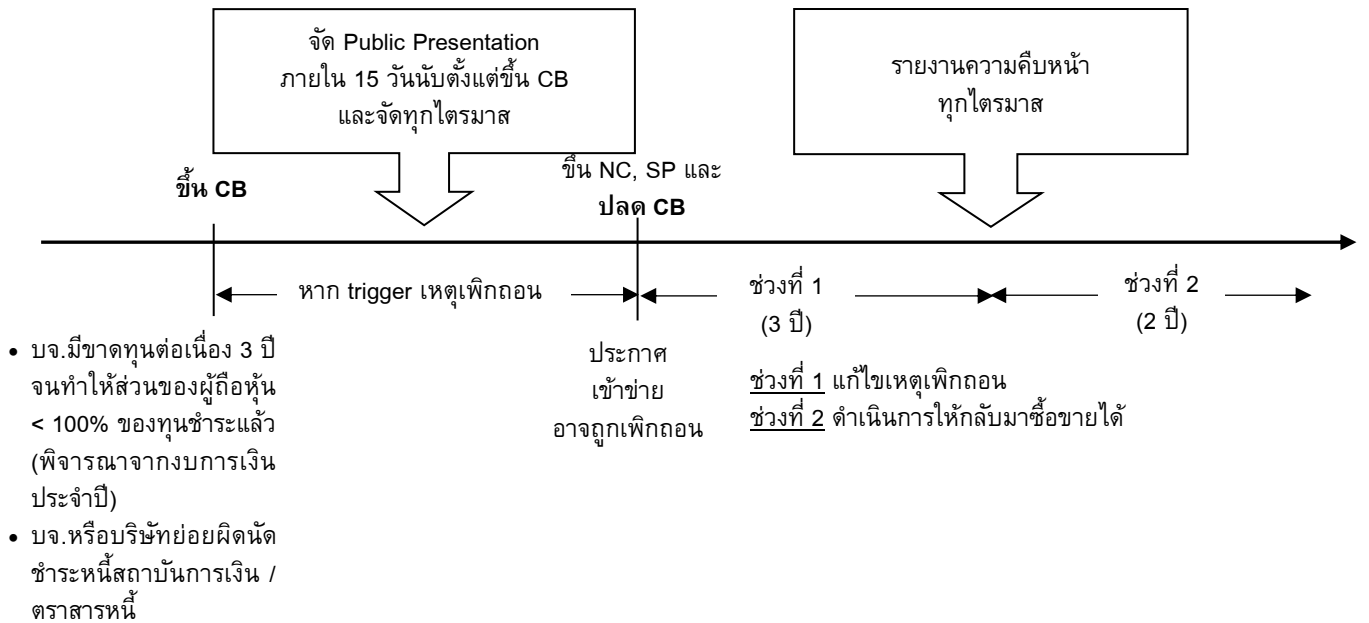 จัด Public Presentation
ภายใน 15 วันนับตั้งแต่ขึ้น CB
และจัดทุกไตรมาส
รายงานความคืบหน้า
ทุกไตรมาส
ขึ้น CB
ขึ้น NC, SP และ
ปลด CB
หาก trigger เหตุเพิกถอน
ช่วงที่ 1
(3 ปี)
ช่วงที่ 2
(2 ปี)
• บจ.มีขาดทุนต่อเนื่อง 3 ปี
จนทำให้ส่วนของผู้ถือหุ้น
< 100% ของทุนชำระแล้ว
(พิจารณาจากงบการเงิน
ประจำปี)
• บจ.หรือบริษัทย่อยผิดนัด
ชำระหนี้สถาบันการเงิน /
ตราสารหนี้
ประกาศ
เข้าข่าย
อาจถูกเพิกถอน
ช่วงที่ 1 แก้ไขเหตุเพิกถอน
ช่วงที่ 2 ดำเนินการให้กลับมาซื้อขายได้